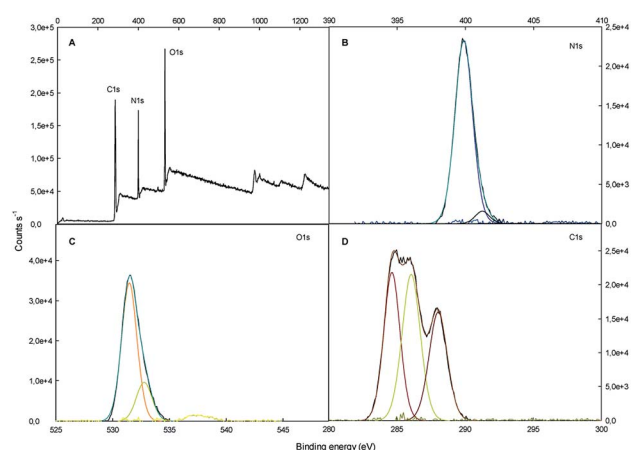 0 200 400 600 800 1000 1200
390 395 400 405 410
3,0e+5
2,5e+5
2,0e+5
1,5e+5
1,0e+5
5,0e+4
0,0
A
C1s
N1s
O1s
B
N1s
2,5e+4
2,0e+4
1,5e+4
1,0e+4
5,0e+3
0,0
Counts s-1
C
O1s
4,0e+4
3,0e+4
2,0e+4
1,0e+4
0,0
D
C1s
2,5e+4
2,0e+4
1,5e+4
1,0e+4
5,0e+3
0,0
525 530 535 540 545
280 285 290 295 300
Binding energy (eV)